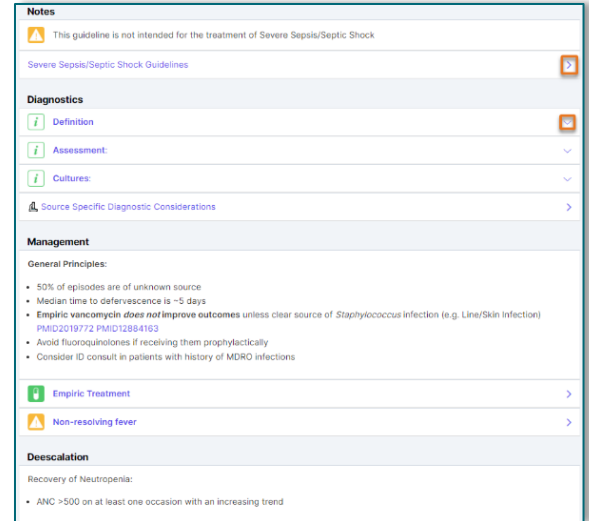 Notes
This guideline is not intended for the treatment of Severe Sepsis/Septic Shock
Severe Sepsis/Septic Shock Guidelines
Diagnostics
i Definition
i Assessment:
i Cultures:
Source Specific Diagnostic Considerations
Management
General Principles:
• 50% of episodes are of unknown source
• Median time to defervescence is ~5 days
• Empiric vancomycin does not improve outcomes unless clear source of Staphylococcus infection (e.g. Line/Skin Infection)
PMID2019772 PMID12884163
• Avoid fluoroquinolones if receiving them prophylactically
• Consider ID consult in patients with history of MDRO infections
Empiric Treatment
Non-resolving fever
Deescalation
Recovery of Neutropenia:
• ANC >500 on at least one occasion with an increasing trend